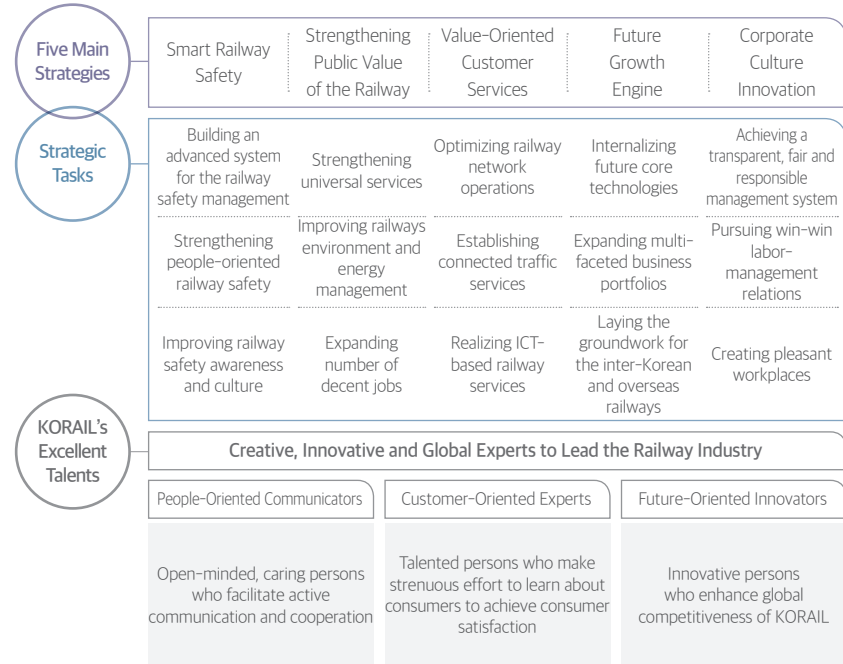 Five Main
Strategies
Smart Railway
Safety
Strengthening
Public Value
of the Railway
Value-Oriented
Customer
Services
Future
Growth
Engine
Corporate
Culture
Innovation
Strategic
Tasks
Building an
advanced system
for the railway
safety management
Strengthening
universal services
Optimizing railway
network
operations
Internalizing
future core
technologies
Achieving a
transparent, fair and
responsible
management system
Strengthening
people-oriented
railway safety
Improving railways
environment and
energy
management
Establishing
connected traffic
services
Expanding multi-
faceted business
portfolios
Pursuing win-win
labor-
management
relations
Improving railway
safety awareness
and culture
Expanding
number of
decent jobs
Realizing ICT-
based railway
services
Laying the
groundwork for
the inter-Korean
and overseas
railways
Creating pleasant
workplaces
KORAIL's
Excellent
Talents
Creative, Innovative and Global Experts to Lead the Railway Industry
People-Oriented Communicators
Customer-Oriented Experts
Future-Oriented Innovators
Open-minded, caring persons
who facilitate active
communication and cooperation
Talented persons who make
strenuous effort to learn about
consumers to achieve consumer
satisfaction
Innovative persons
who enhance global
competitiveness of KORAIL